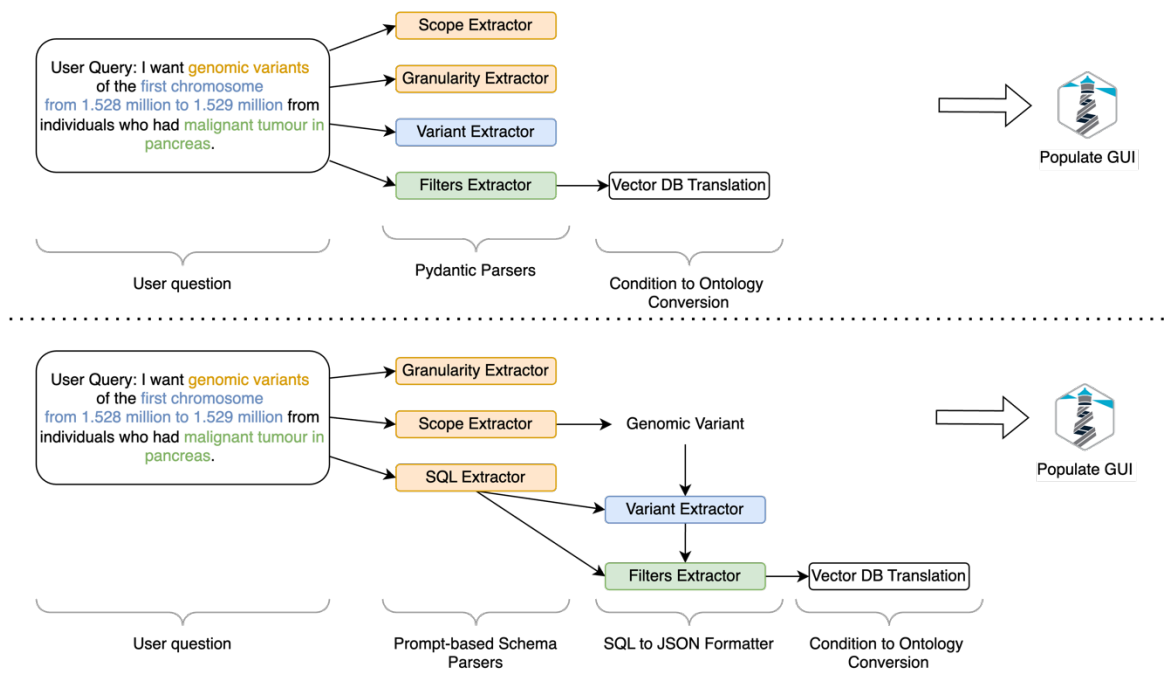 Scope Extractor
User Query: I want genomic variants
of the first chromosome
from 1.528 million to 1.529 million from
individuals who had malignant tumour in
pancreas.
Granularity Extractor
Variant Extractor
Filters Extractor
Vector DB Translation
Populate GUI
User question
Pydantic Parsers
Condition to Ontology
Conversion
User Query: I want genomic variants
of the first chromosome
from 1.528 million to 1.529 million from
individuals who had malignant tumour in
pancreas.
Granularity Extractor
Scope Extractor
Genomic Variant
SQL Extractor
Variant Extractor
Filters Extractor
Vector DB Translation
Populate GUI
User question
Prompt-based Schema
Parsers
SQL to JSON Formatter
Condition to Ontology
Conversion